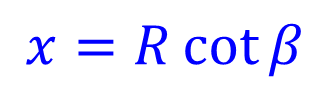 x = R cot β